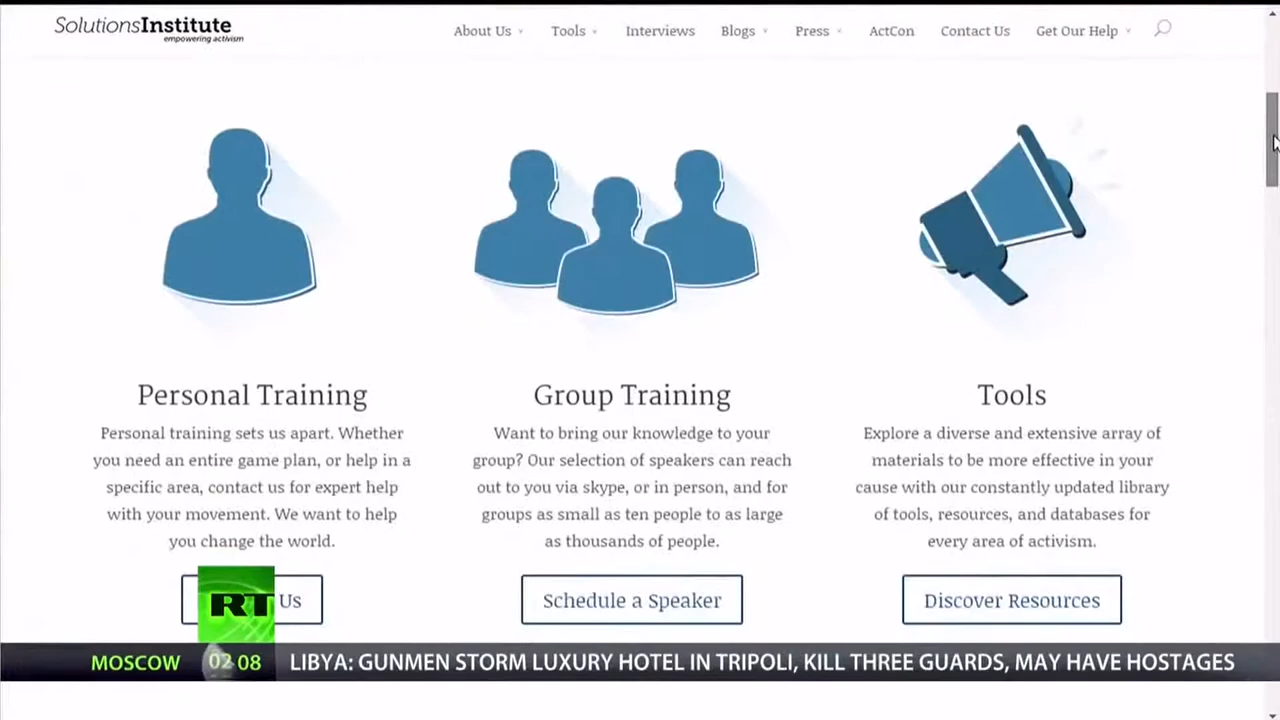 SolutionsInstitute
empowering activism
About Us Tools Interviews Blogs Press ActCon Contact Us Get Our Help
Personal Training
Personal training sets us apart. Whether
you need an entire game plan, or help in a
specific area, contact us for expert help
with your movement. We want to help
you change the world.
Us
Group Training
Want to bring our knowledge to your
group? Our selection of speakers can reach
out to you via skype, or in person, and for
groups as small as ten people to as large
as thousands of people.
Schedule a Speaker
Tools
Explore a diverse and extensive array of
materials to be more effective in your
cause with our constantly updated library
of tools, resources, and databases for
every area of activism.
Discover Resources
RT
MOSCOW 02 08 LIBYA: GUNMEN STORM LUXURY HOTEL IN TRIPOLI, KILL THREE GUARDS, MAY HAVE HOSTAGES